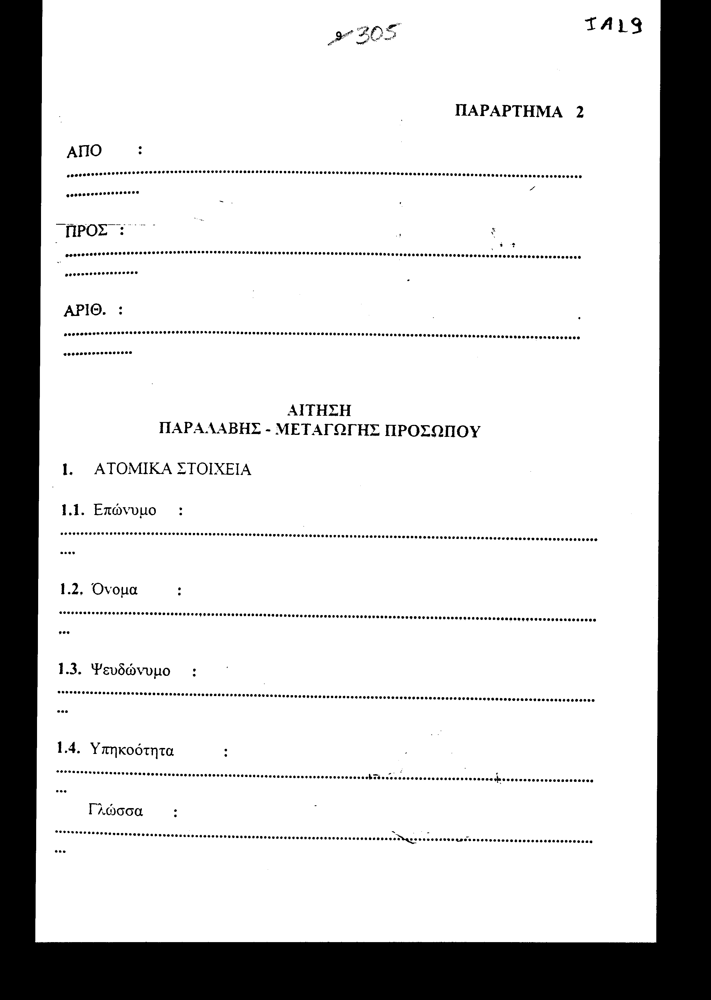 305
IA19
ΠΑΡΑΡΤΗΜΑ 2
ΑΠΟ :
................................................................................................................................
..................
ΠΡΟΣ :
................................................................................................................................
..................
ΑΡΙΘ. :
................................................................................................................................
.................
ΑΙΤΗΣΗ
ΠΑΡΑΛΑΒΗΣ - ΜΕΤΑΓΩΓΗΣ ΠΡΟΣΩΠΟΥ
1. ΑΤΟΜΙΚΑ ΣΤΟΙΧΕΙΑ
1.1. Επώνυμο :
................................................................................................................................
....
1.2. Όνομα :
................................................................................................................................
...
1.3. Ψευδώνυμο :
................................................................................................................................
...
1.4. Υπηκοότητα :
................................................................................................................................
...
Γλώσσα :
................................................................................................................................
...